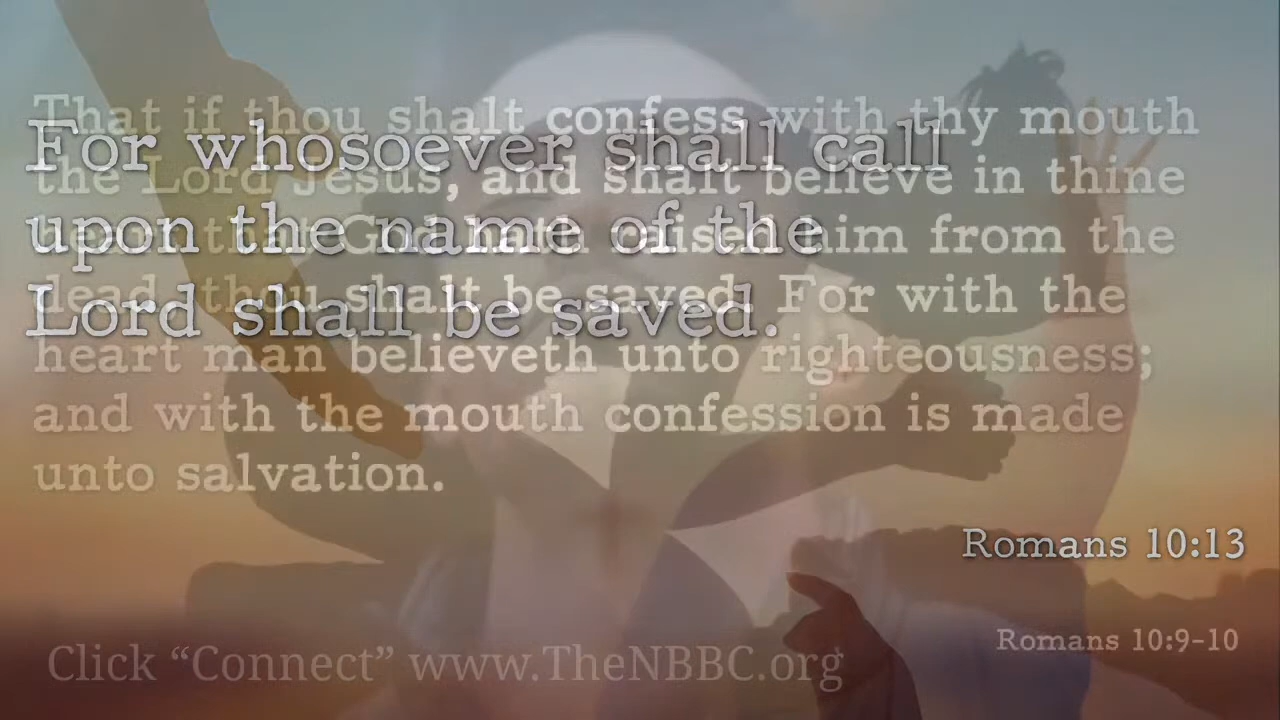 For whosoever shall call
upon the name of the
Lord shall be saved.
Romans 10:13
That if thou shalt confess with thy mouth
the Lord Jesus, and shalt believe in thine
him from the
thou shalt be saved. For with the
heart man believeth unto righteousness;
and with the mouth confession is made
unto salvation.
Romans 10:9-10
Click “Connect” www.TheNBBC.org